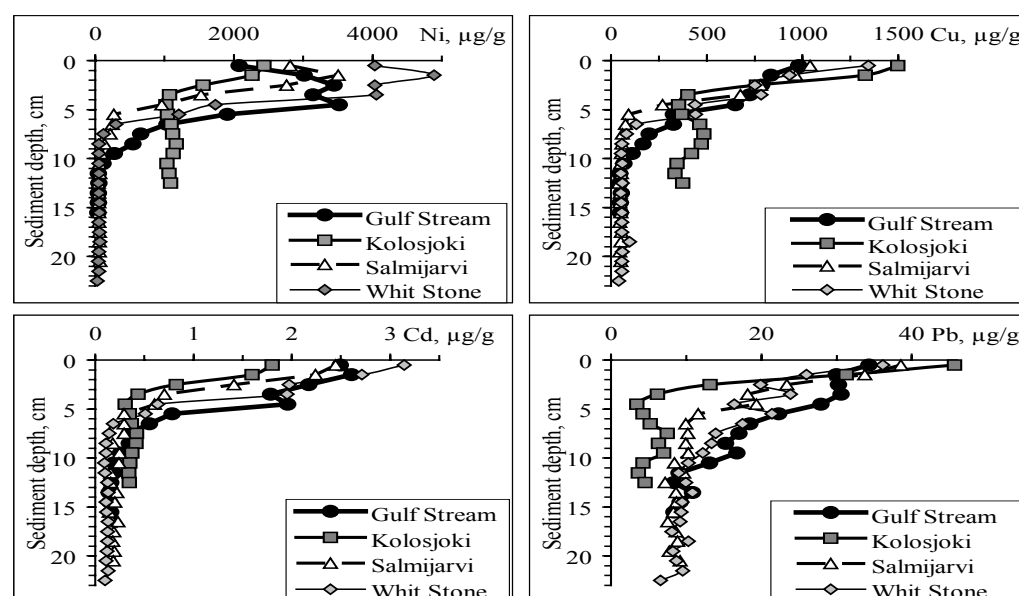 0 2000 4000 Ni, µg/g
0
5
10
15
20
Sediment depth, cm
Gulf Stream
Kolosjoki
Salmijarvi
Whit Stone
0 500 1000 1500 Cu, µg/g
0
5
10
15
20
Sediment depth, cm
Gulf Stream
Kolosjoki
Salmijarvi
Whit Stone
0 1 2 3 Cd, µg/g
0
5
10
15
20
Sediment depth, cm
Gulf Stream
Kolosjoki
Salmijarvi
Whit Stone
0 20 40 Pb, µg/g
0
5
10
15
20
Sediment depth, cm
Gulf Stream
Kolosjoki
Salmijarvi
Whit Stone